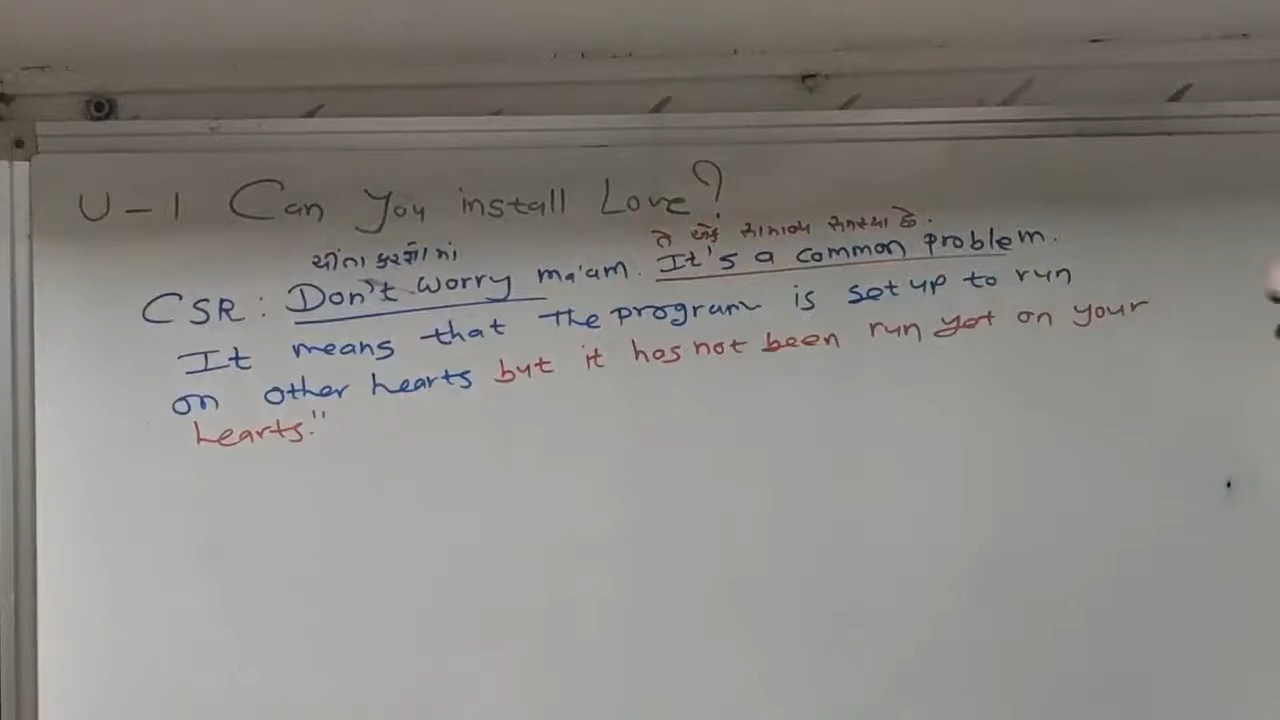 U-1 Can You install Love?
તે એક સામાન્ય સમસ્યા છે.
ચીંતા કરશો માં
CSR: Don't worry ma'am. It's a common problem.
It means that the program is set up to run
on other hearts but it has not been run yet on your
hearts."